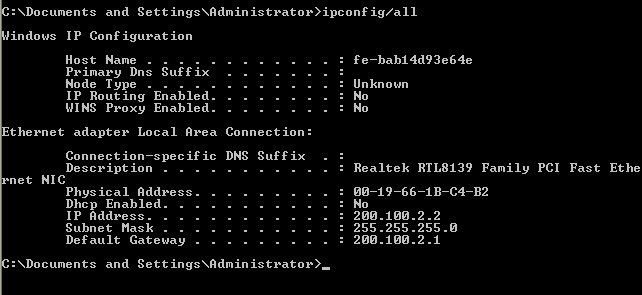 C:\Documents and Settings\Administrator>ipconfig/all
Windows IP Configuration
Host Name . . . . . . . . . . . . : fe-bab14d93e64e
Primary Dns Suffix  . . . . . . . :
Node Type . . . . . . . . . . . . : Unknown
IP Routing Enabled. . . . . . . . : No
WINS Proxy Enabled. . . . . . . . : No
Ethernet adapter Local Area Connection:
Connection-specific DNS Suffix  . :
Description . . . . . . . . . . . : Realtek RTL8139 Family PCI Fast Ethe
rnet NIC
Physical Address. . . . . . . . . : 00-19-66-1B-C4-B2
Dhcp Enabled. . . . . . . . . . . : No
IP Address. . . . . . . . . . . . : 200.100.2.2
Subnet Mask . . . . . . . . . . . : 255.255.255.0
Default Gateway . . . . . . . . . : 200.100.2.1
C:\Documents and Settings\Administrator>_